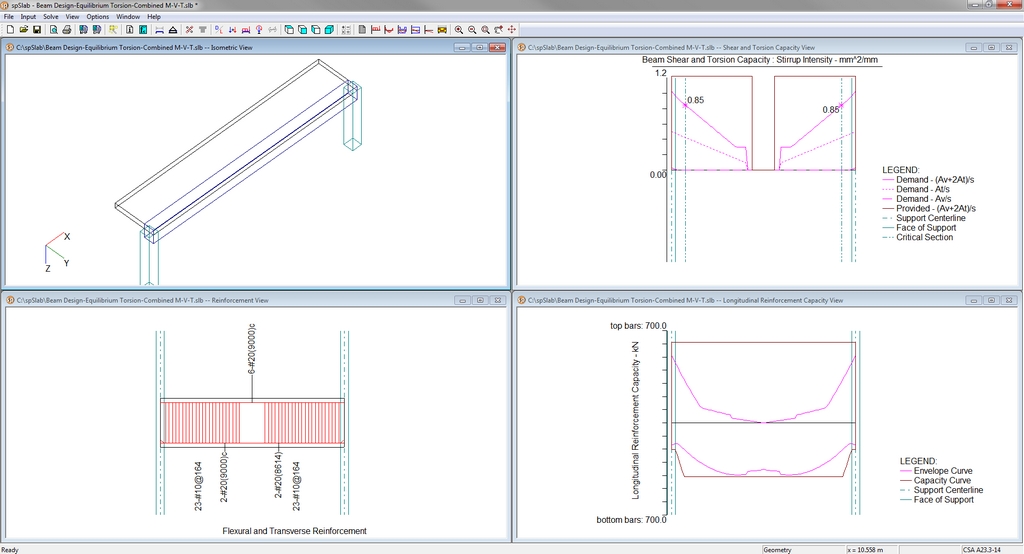 spSlab - Beam Design-Equilibrium Torsion-Combined M-V-T.slb *
File Input Solve View Options Window Help
C:\spSlab\Beam Design-Equilibrium Torsion-Combined M-V-T.slb -- Isometric View
X
Y
Z
C:\spSlab\Beam Design-Equilibrium Torsion-Combined M-V-T.slb -- Shear and Torsion Capacity View
Beam Shear and Torsion Capacity : Stirrup Intensity - mm^2/mm
1.2
0.85
0.85
0.00
LEGEND:
Demand - (Av+2At)/s
Demand - At/s
Demand - Av/s
Provided - (Av+2At)/s
Support Centerline
Face of Support
Critical Section
C:\spSlab\Beam Design-Equilibrium Torsion-Combined M-V-T.slb -- Reinforcement View
6-#20(9000)c
23-#10@164
2-#20(9000)c
2-#20(8614)
23-#10@164
Flexural and Transverse Reinforcement
C:\spSlab\Beam Design-Equilibrium Torsion-Combined M-V-T.slb -- Longitudinal Reinforcement Capacity View
top bars: 700.0
Longitudinal Reinforcement Capacity - kN
bottom bars: 700.0
LEGEND:
Envelope Curve
Capacity Curve
Support Centerline
Face of Support
Ready
Geometry
x = 10.558 m
CSA A23.3-14